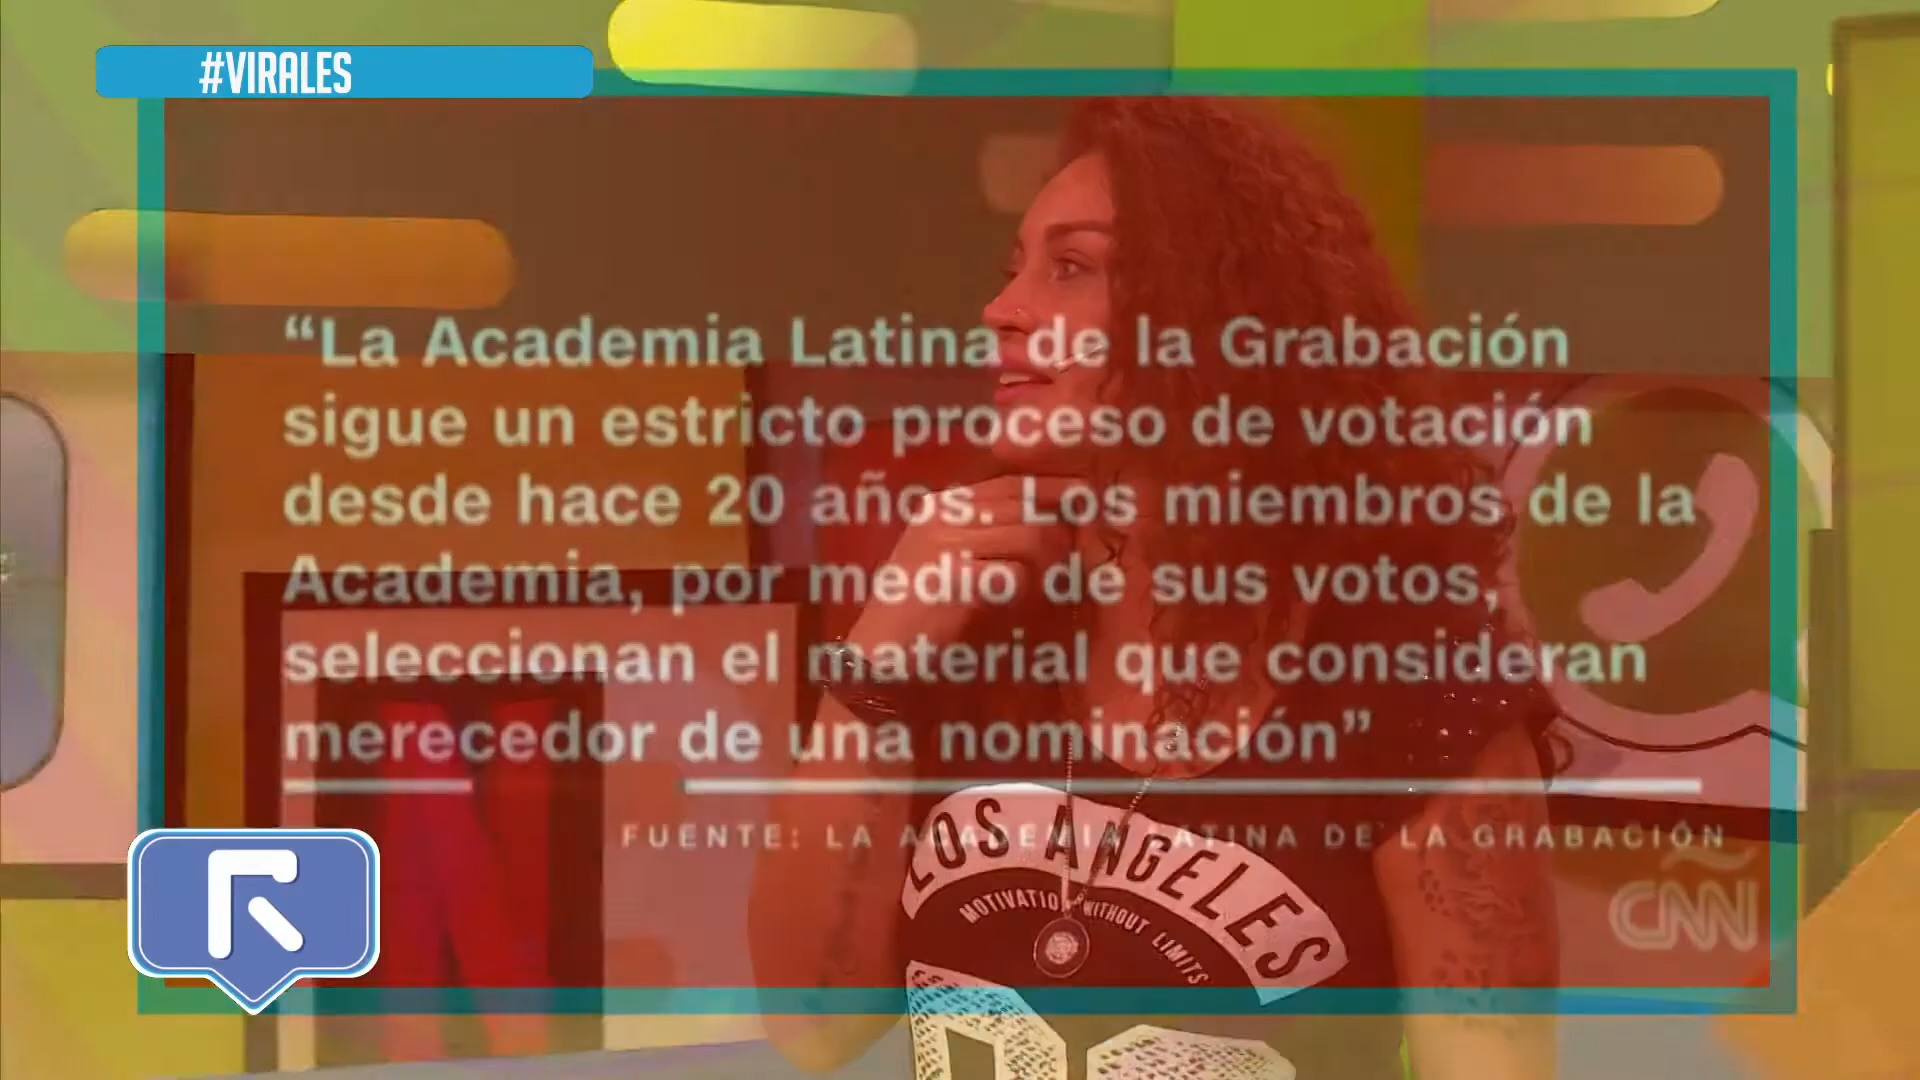 #VIRALES
“La Academia Latina de la Grabación
sigue un estricto proceso de votación
desde hace 20 años. Los miembros de la
Academia, por medio de sus votos,
seleccionan el material que consideran
merecedor de una nominación”
FUENTE: LA ACADEMIA LATINA DE LA GRABACIÓN
CNN
LOS ANGELES
MOTIVATION WITHOUT LIMITS